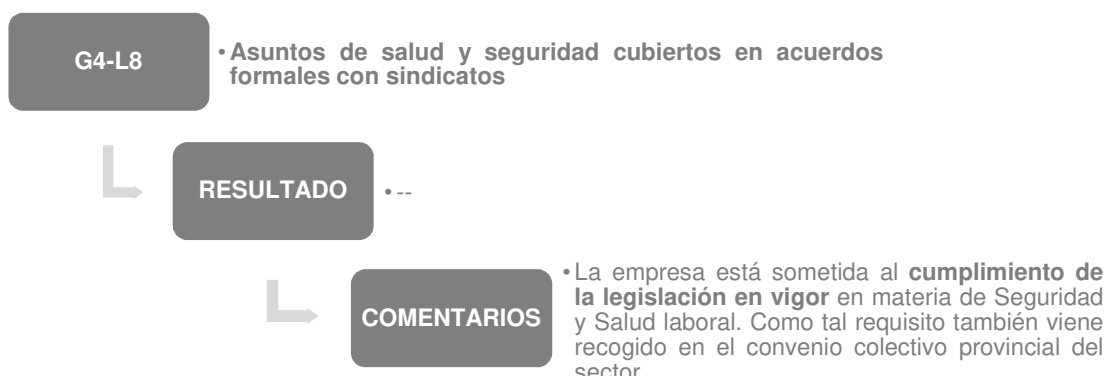 G4-L8
• Asuntos de salud y seguridad cubiertos en acuerdos
formales con sindicatos
RESULTADO
• --
COMENTARIOS
• La empresa está sometida al cumplimiento de
la legislación en vigor en materia de Seguridad
y Salud laboral. Como tal requisito también viene
recogido en el convenio colectivo provincial del
sector